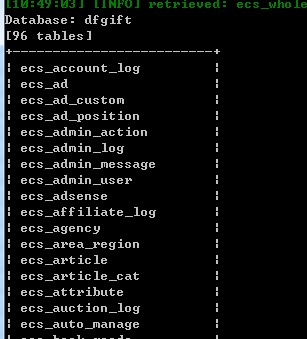 [10:49:03] [INFO] retrieved: ecs_whole
Database: dfgift
[96 tables]
+--------------------------+
¦ ecs_account_log ¦
¦ ecs_ad ¦
¦ ecs_ad_custom ¦
¦ ecs_ad_position ¦
¦ ecs_admin_action ¦
¦ ecs_admin_log ¦
¦ ecs_admin_message ¦
¦ ecs_admin_user ¦
¦ ecs_adsense ¦
¦ ecs_affiliate_log ¦
¦ ecs_agency ¦
¦ ecs_area_region ¦
¦ ecs_article ¦
¦ ecs_article_cat ¦
¦ ecs_attribute ¦
¦ ecs_auction_log ¦
¦ ecs_auto_manage ¦